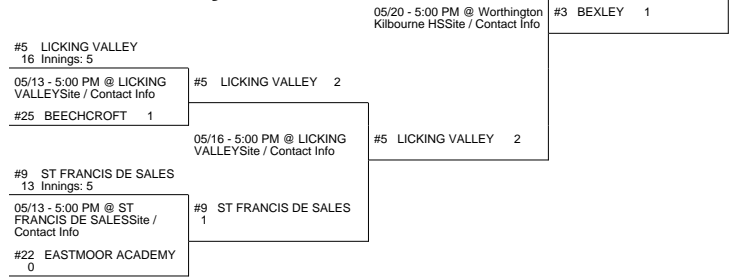 05/20 - 5:00 PM @ Worthington
Kilbourne HSSite / Contact Info
#3 BEXLEY 1
#5 LICKING VALLEY
16 Innings: 5
05/13 - 5:00 PM @ LICKING
VALLEYSite / Contact Info
#5 LICKING VALLEY 2
#25 BEECHCROFT 1
05/16 - 5:00 PM @ LICKING
VALLEYSite / Contact Info
#5 LICKING VALLEY 2
#9 ST FRANCIS DE SALES
13 Innings: 5
05/13 - 5:00 PM @ ST
FRANCIS DE SALESSite /
Contact Info
#9 ST FRANCIS DE SALES
1
#22 EASTMOOR ACADEMY
0